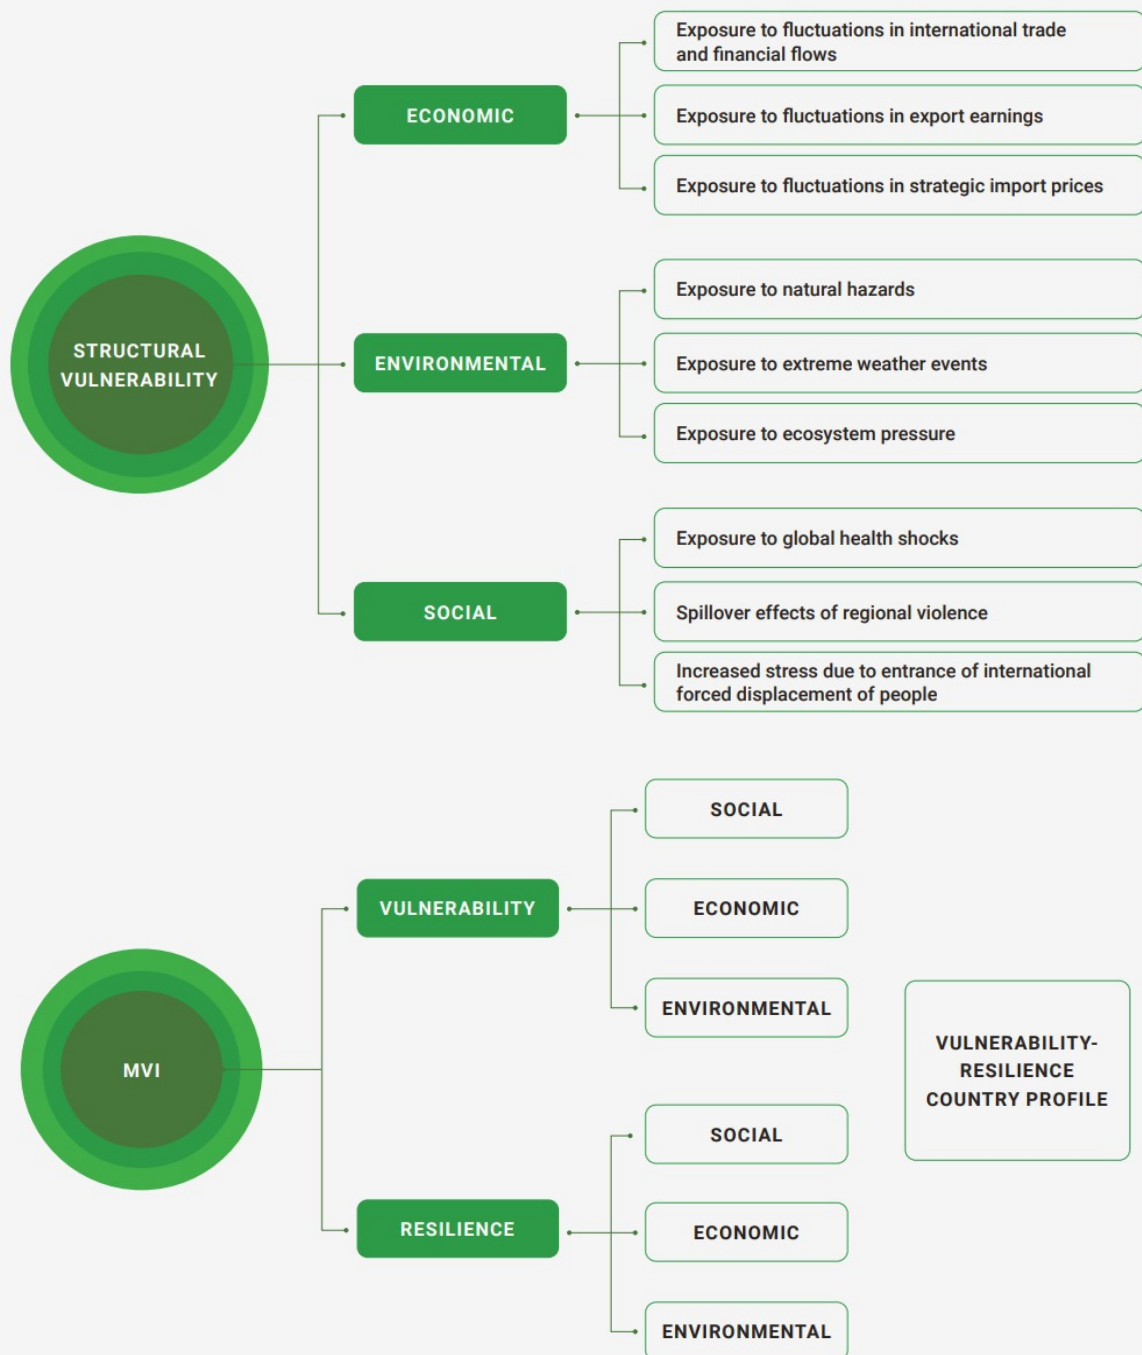 STRUCTURAL
VULNERABILITY
ECONOMIC
Exposure to fluctuations in international trade
and financial flows
Exposure to fluctuations in export earnings
Exposure to fluctuations in strategic import prices
ENVIRONMENTAL
Exposure to natural hazards
Exposure to extreme weather events
Exposure to ecosystem pressure
SOCIAL
Exposure to global health shocks
Spillover effects of regional violence
Increased stress due to entrance of international
forced displacement of people
MVI
VULNERABILITY
SOCIAL
ECONOMIC
ENVIRONMENTAL
RESILIENCE
SOCIAL
ECONOMIC
ENVIRONMENTAL
VULNERABILITY-
RESILIENCE
COUNTRY PROFILE